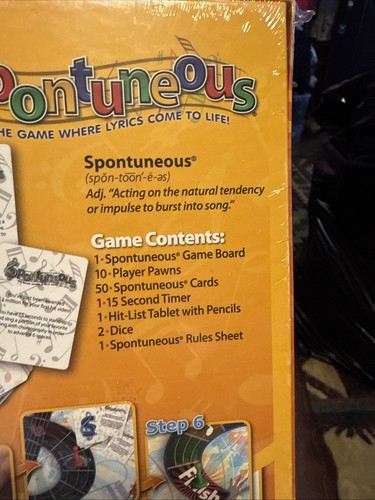 Spontuneous®
THE GAME WHERE LYRICS COME TO LIFE!
Spontuneous®
(spŏn-tōōn'-ē-əs)
Adj. "Acting on the natural tendency
or impulse to burst into song."
Game Contents:
1 • Spontuneous® Game Board
10 • Player Pawns
50 • Spontuneous® Cards
1 • 15 Second Timer
1 • Hit-List Tablet with Pencils
2 • Dice
1 • Spontuneous® Rules Sheet
Spontuneous
Step 6
Finish